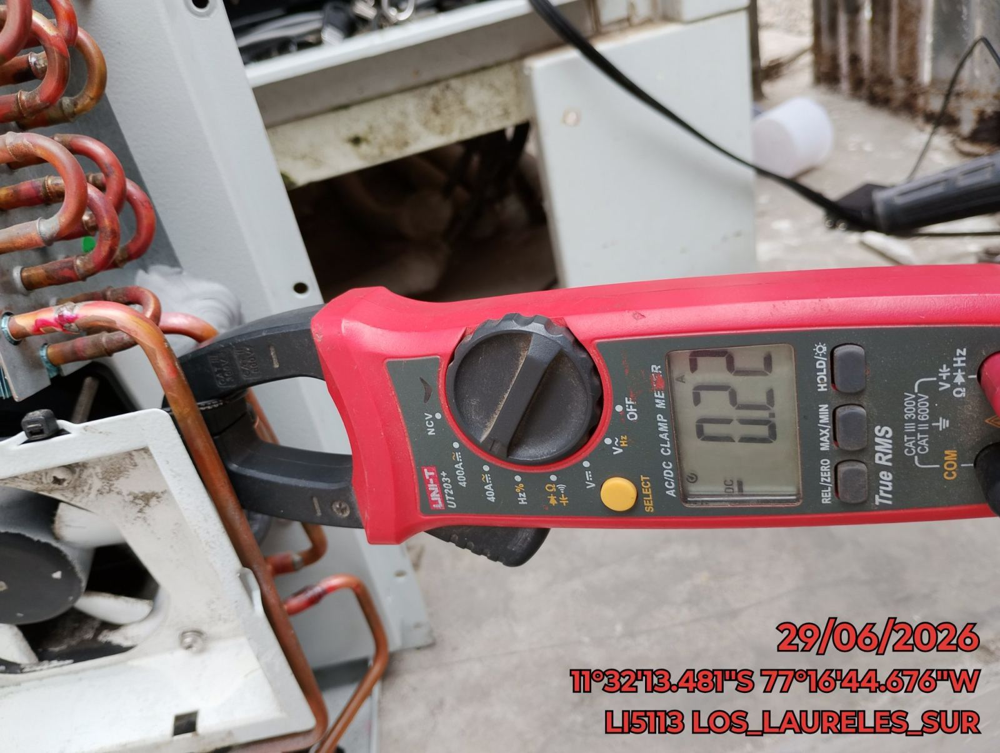 NCV
400A
40A
Hz%
Ω
V
V~
Hz
OFF
SELECT
UNI-T
UT203+
AC/DC CLAMP METER
A
0.22
DC
HOLD/
MAX/MIN
REL/ZERO
True RMS
CAT III 300V
CAT II 600V
COM
V
Ω Hz
29/06/2026
11°32'13.481"S 77°16'44.676"W
LI5113 LOS_LAURELES_SUR